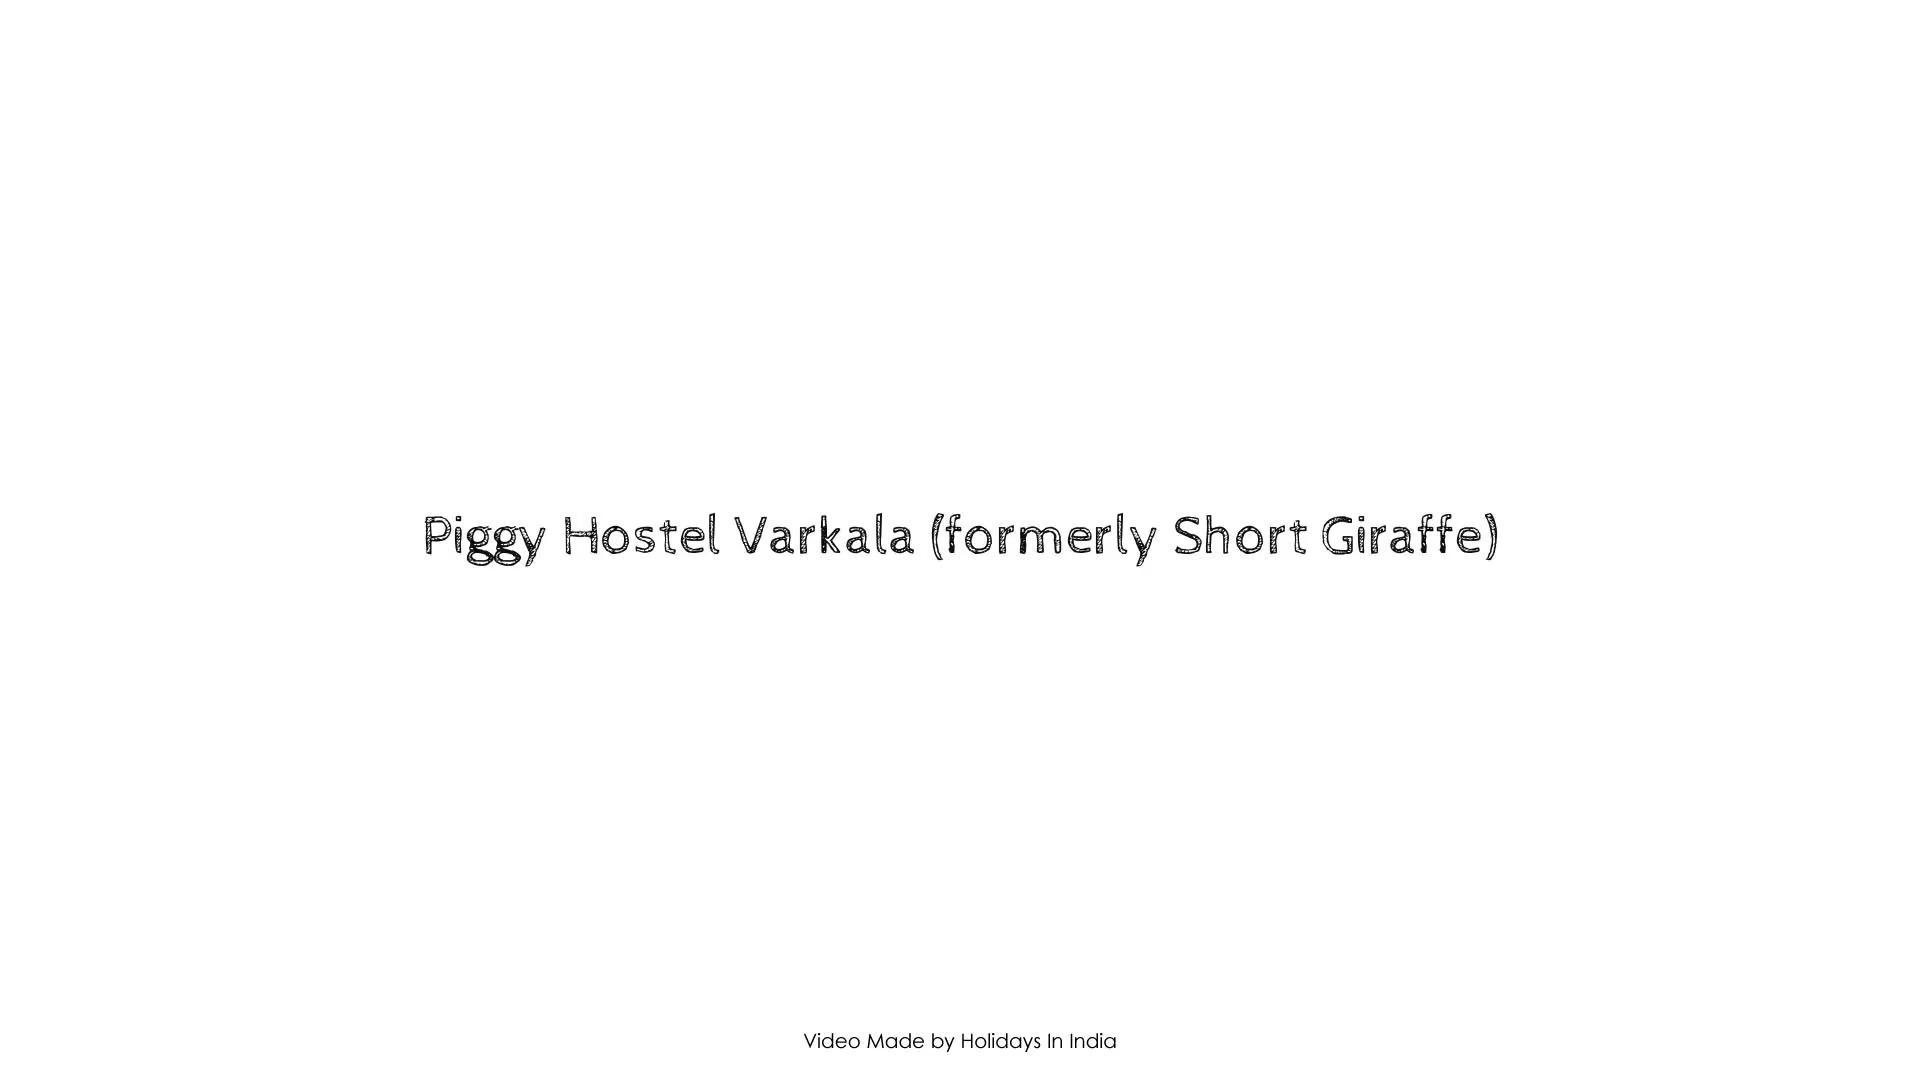 Piggy Hostel Varkala (formerly Short Giraffe)
Video Made by Holidays In India